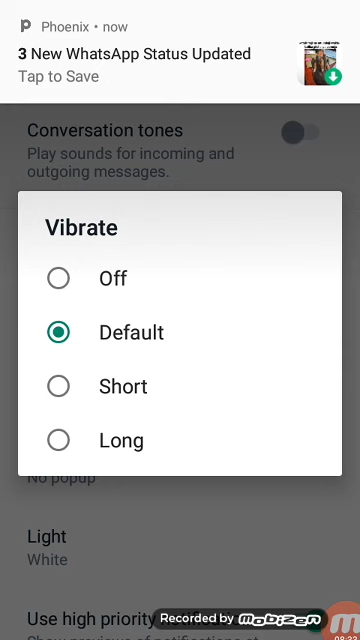 Phoenix • now
3 New WhatsApp Status Updated
Tap to Save
Conversation tones
Play sounds for incoming and
outgoing messages.
Vibrate
Off
Default
Short
Long
No popup
Light
White
Use high priority
Recorded by mobizen